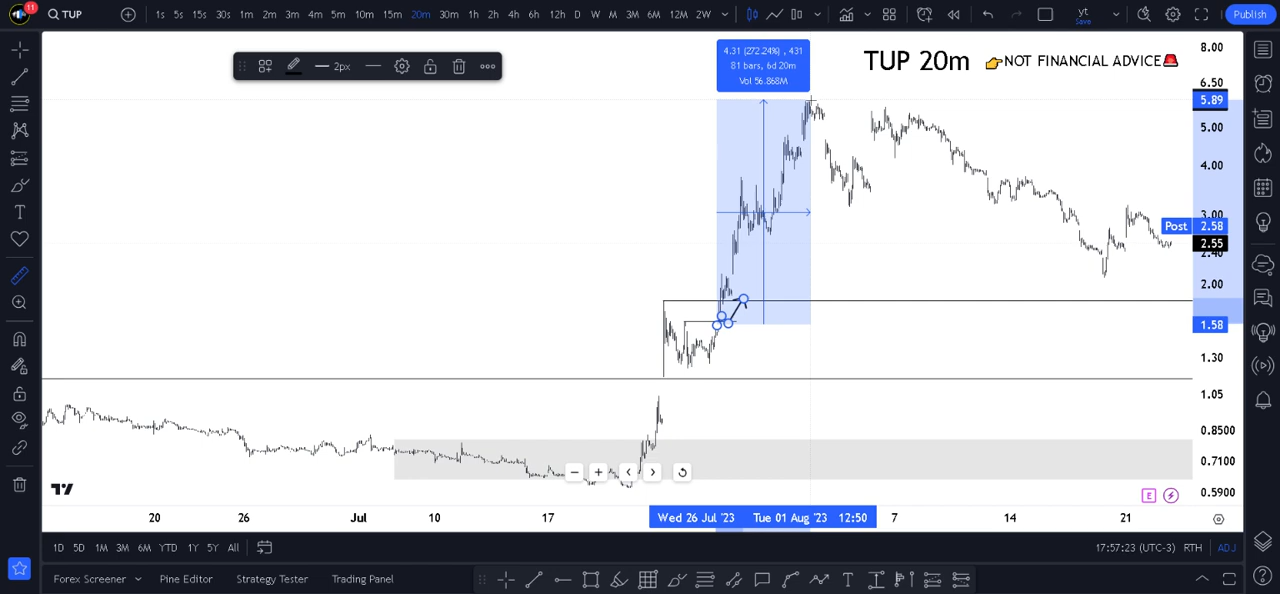 11
TUP
1s 5s 15s 30s 1m 2m 3m 4m 5m 10m 15m 20m 30m 1h 2h 4h 6h 12h D W M 3M 6M 12M 2W
yt
Save
Publish
2px
4.31 (272.24%) , 431
81 bars, 6d 20m
Vol 56.868M
TUP 20m
👉NOT FINANCIAL ADVICE🚨
8.00
6.50
5.89
5.00
4.00
3.00
Post 2.58
2.55
2.40
2.00
1.58
1.30
1.05
0.8500
0.7100
0.5900
E
20 26 Jul 10 17 Wed 26 Jul '23 Tue 01 Aug '23 12:50 7 14 21
1D 5D 1M 3M 6M YTD 1Y 5Y All
17:57:23 (UTC-3) RTH ADJ
Forex Screener Pine Editor Strategy Tester Trading Panel